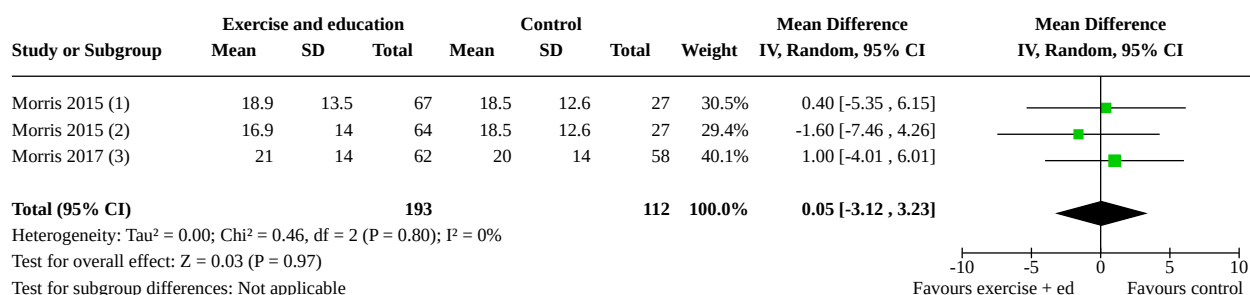 Exercise and education Control Mean Difference Mean Difference
Study or Subgroup Mean SD Total Mean SD Total Weight IV, Random, 95% CI IV, Random, 95% CI
Morris 2015 (1) 18.9 13.5 67 18.5 12.6 27 30.5% 0.40 [-5.35 , 6.15]
Morris 2015 (2) 16.9 14 64 18.5 12.6 27 29.4% -1.60 [-7.46 , 4.26]
Morris 2017 (3) 21 14 62 20 14 58 40.1% 1.00 [-4.01 , 6.01]
Total (95% CI) 193 112 100.0% 0.05 [-3.12 , 3.23]
Heterogeneity: Tau² = 0.00; Chi² = 0.46, df = 2 (P = 0.80); I² = 0%
Test for overall effect: Z = 0.03 (P = 0.97) -10 -5 0 5 10
Test for subgroup differences: Not applicable Favours exercise + ed Favours control